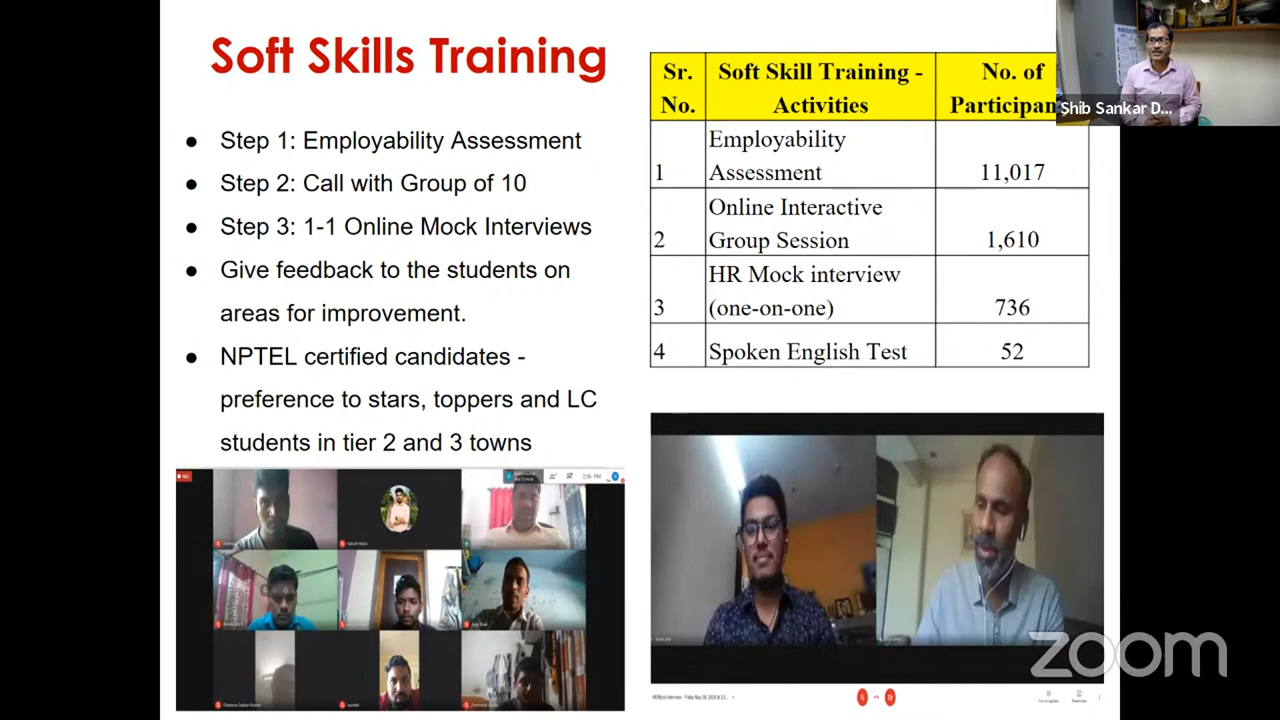 Soft Skills Training
● Step 1: Employability Assessment
● Step 2: Call with Group of 10
● Step 3: 1-1 Online Mock Interviews
● Give feedback to the students on
areas for improvement.
● NPTEL certified candidates -
preference to stars, toppers and LC
students in tier 2 and 3 towns
Sr. No. Soft Skill Training - Activities No. of Participan
1 Employability Assessment 11,017
2 Online Interactive Group Session 1,610
3 HR Mock interview (one-on-one) 736
4 Spoken English Test 52
Shib Sankar D...
REC
2:06 PM
zoom